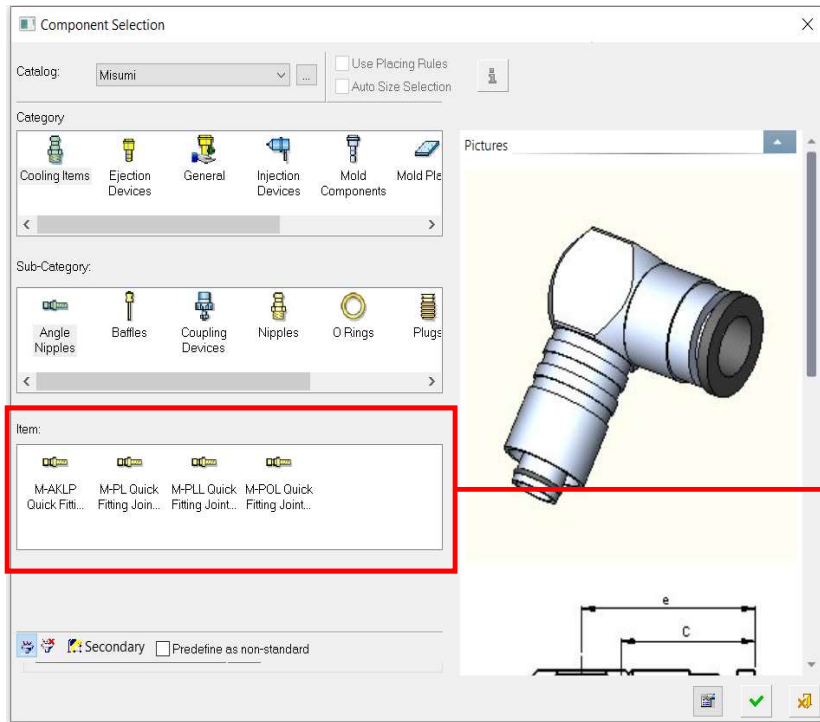 Component Selection
Catalog:
Misumi
...
Use Placing Rules
Auto Size Selection
Category
Cooling Items
Ejection
Devices
General
Injection
Devices
Mold
Components
Mold Pla
Sub-Category:
Angle
Nipples
Baffles
Coupling
Devices
Nipples
O Rings
Plugs
Item:
M-AKLP
Quick Fitti...
M-PL Quick
Fitting Join...
M-PLL Quick
Fitting Joint...
M-POL Quick
Fitting Joint...
Secondary
Predefine as non-standard
Pictures
e
C